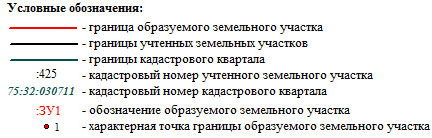 Условные обозначения:
- граница образуемого земельного участка
- границы учтенных земельных участков
- границы кадастрового квартала
:425 - кадастровый номер учтенного земельного участка
75:32:030711 - кадастровый номер кадастрового квартала
:ЗУ1 - обозначение образуемого земельного участка
1 - характерная точка границы образуемого земельного участка